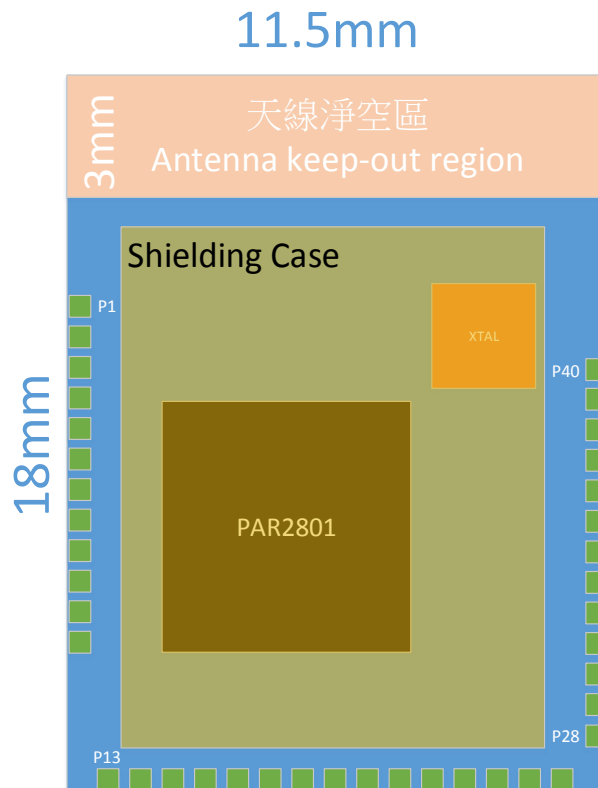 11.5mm
3mm
天線淨空區
Antenna keep-out region
Shielding Case
P1
XTAL
P40
18mm
PAR2801
P28
P13